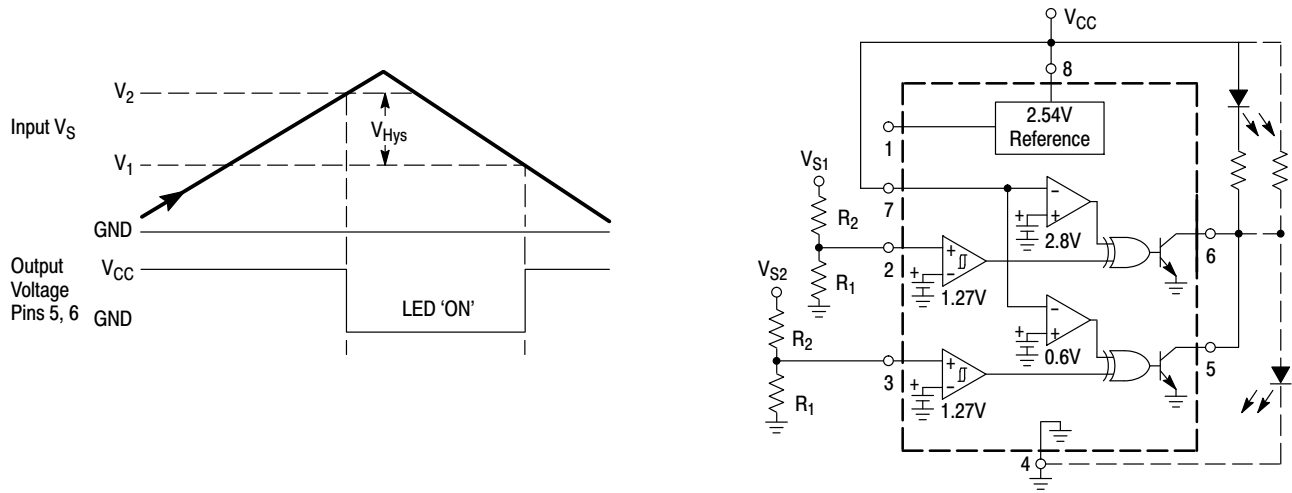 V2
Input VS
VHys
V1
GND
Output
Voltage
Pins 5, 6
VCC
GND
LED 'ON'
VCC
8
2.54V
Reference
1
VS1
7
R2
2.8V
6
2
VS2
R1
1.27V
R2
0.6V
5
3
R1
1.27V
4